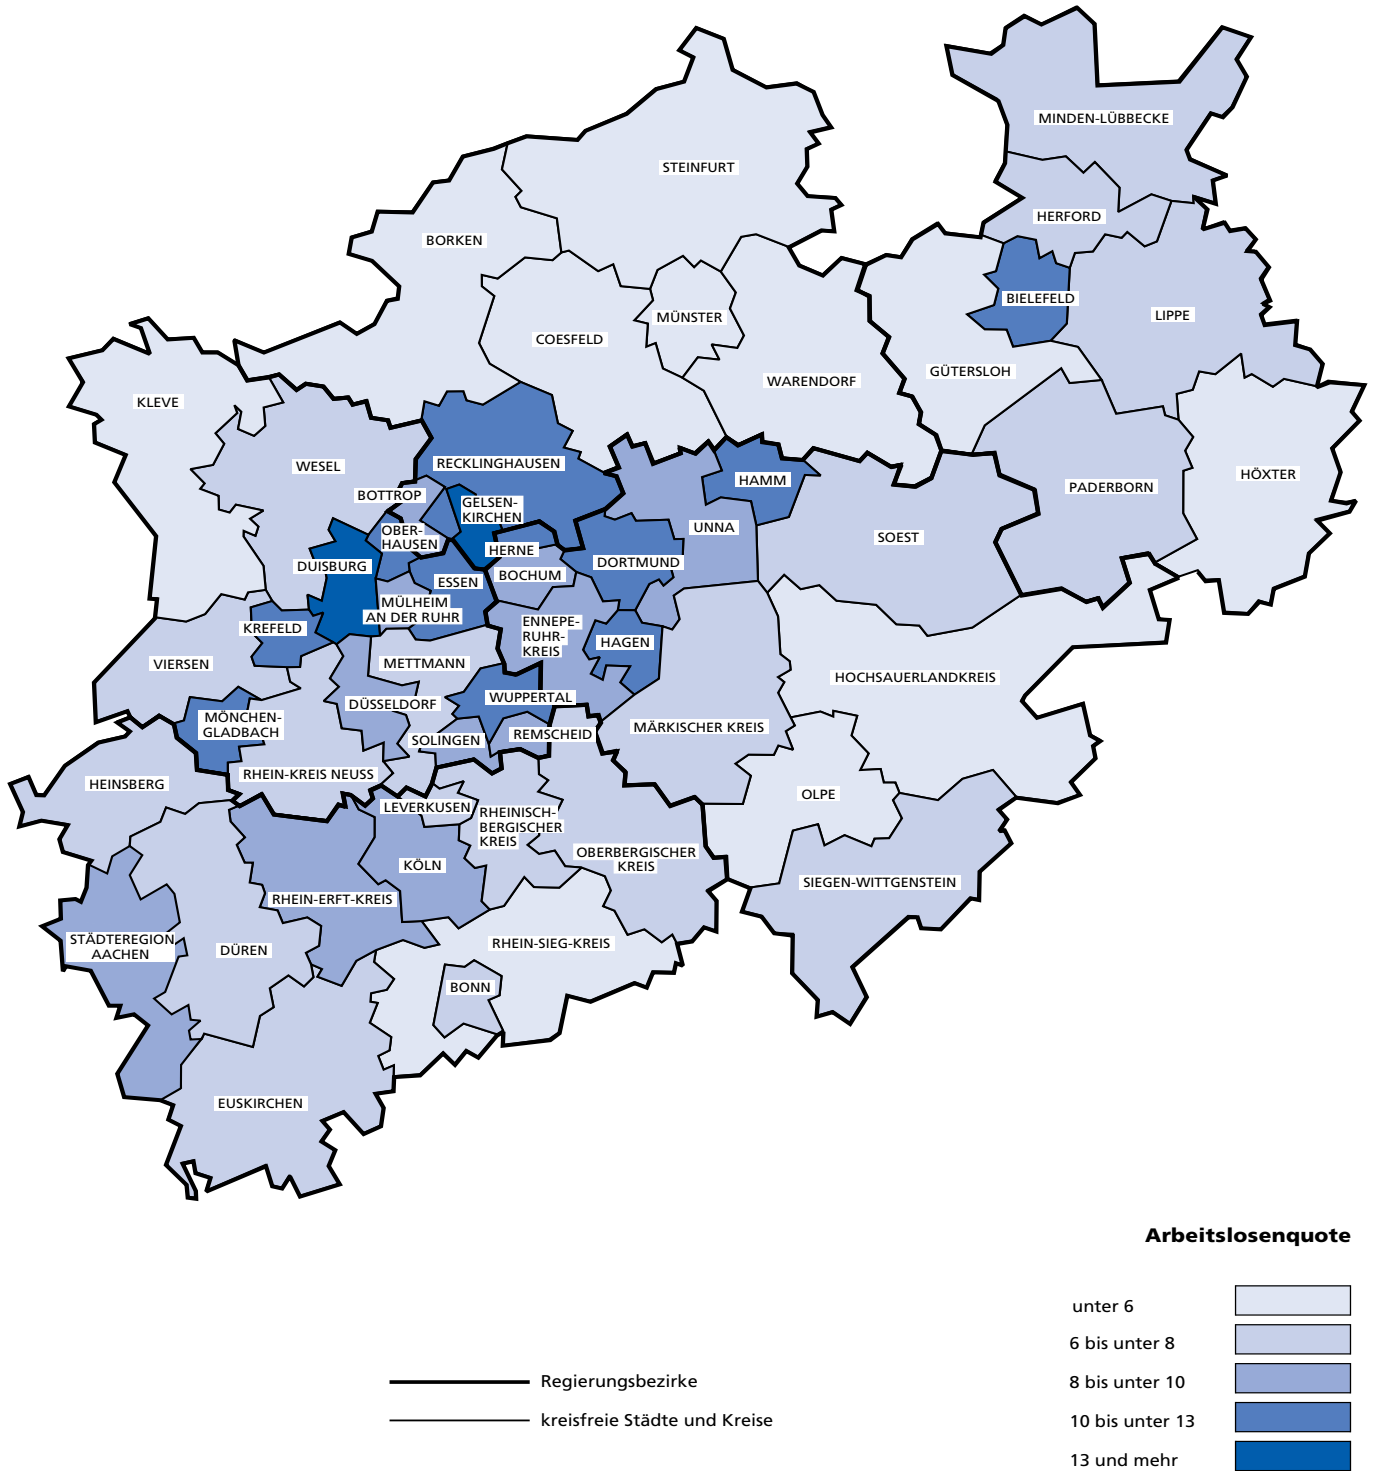 MINDEN-LÜBBECKE
STEINFURT
HERFORD
BORKEN
BIELEFELD
LIPPE
MÜNSTER
COESFELD
GÜTERSLOH
WARENDORF
KLEVE
RECKLINGHAUSEN
WESEL
HÖXTER
HAMM
PADERBORN
BOTTROP
GELSEN-
KIRCHEN
UNNA
OBER-
HAUSEN
SOEST
HERNE
DORTMUND
DUISBURG
BOCHUM
ESSEN
MÜLHEIM
AN DER RUHR
ENNEPE-
RUHR-
KREIS
KREFELD
HAGEN
VIERSEN
METTMANN
HOCHSAUERLANDKREIS
WUPPERTAL
DÜSSELDORF
MÖNCHEN-
GLADBACH
MÄRKISCHER KREIS
REMSCHEID
SOLINGEN
RHEIN-KREIS NEUSS
HEINSBERG
OLPE
LEVERKUSEN
RHEINISCH-
BERGISCHER
KREIS
OBERBERGISCHER
KREIS
KÖLN
SIEGEN-WITTGENSTEIN
RHEIN-ERFT-KREIS
STÄDTEREGION
AACHEN
DÜREN
RHEIN-SIEG-KREIS
BONN
EUSKIRCHEN
Arbeitslosenquote
unter 6
6 bis unter 8
8 bis unter 10
10 bis unter 13
13 und mehr
Regierungsbezirke
kreisfreie Städte und Kreise